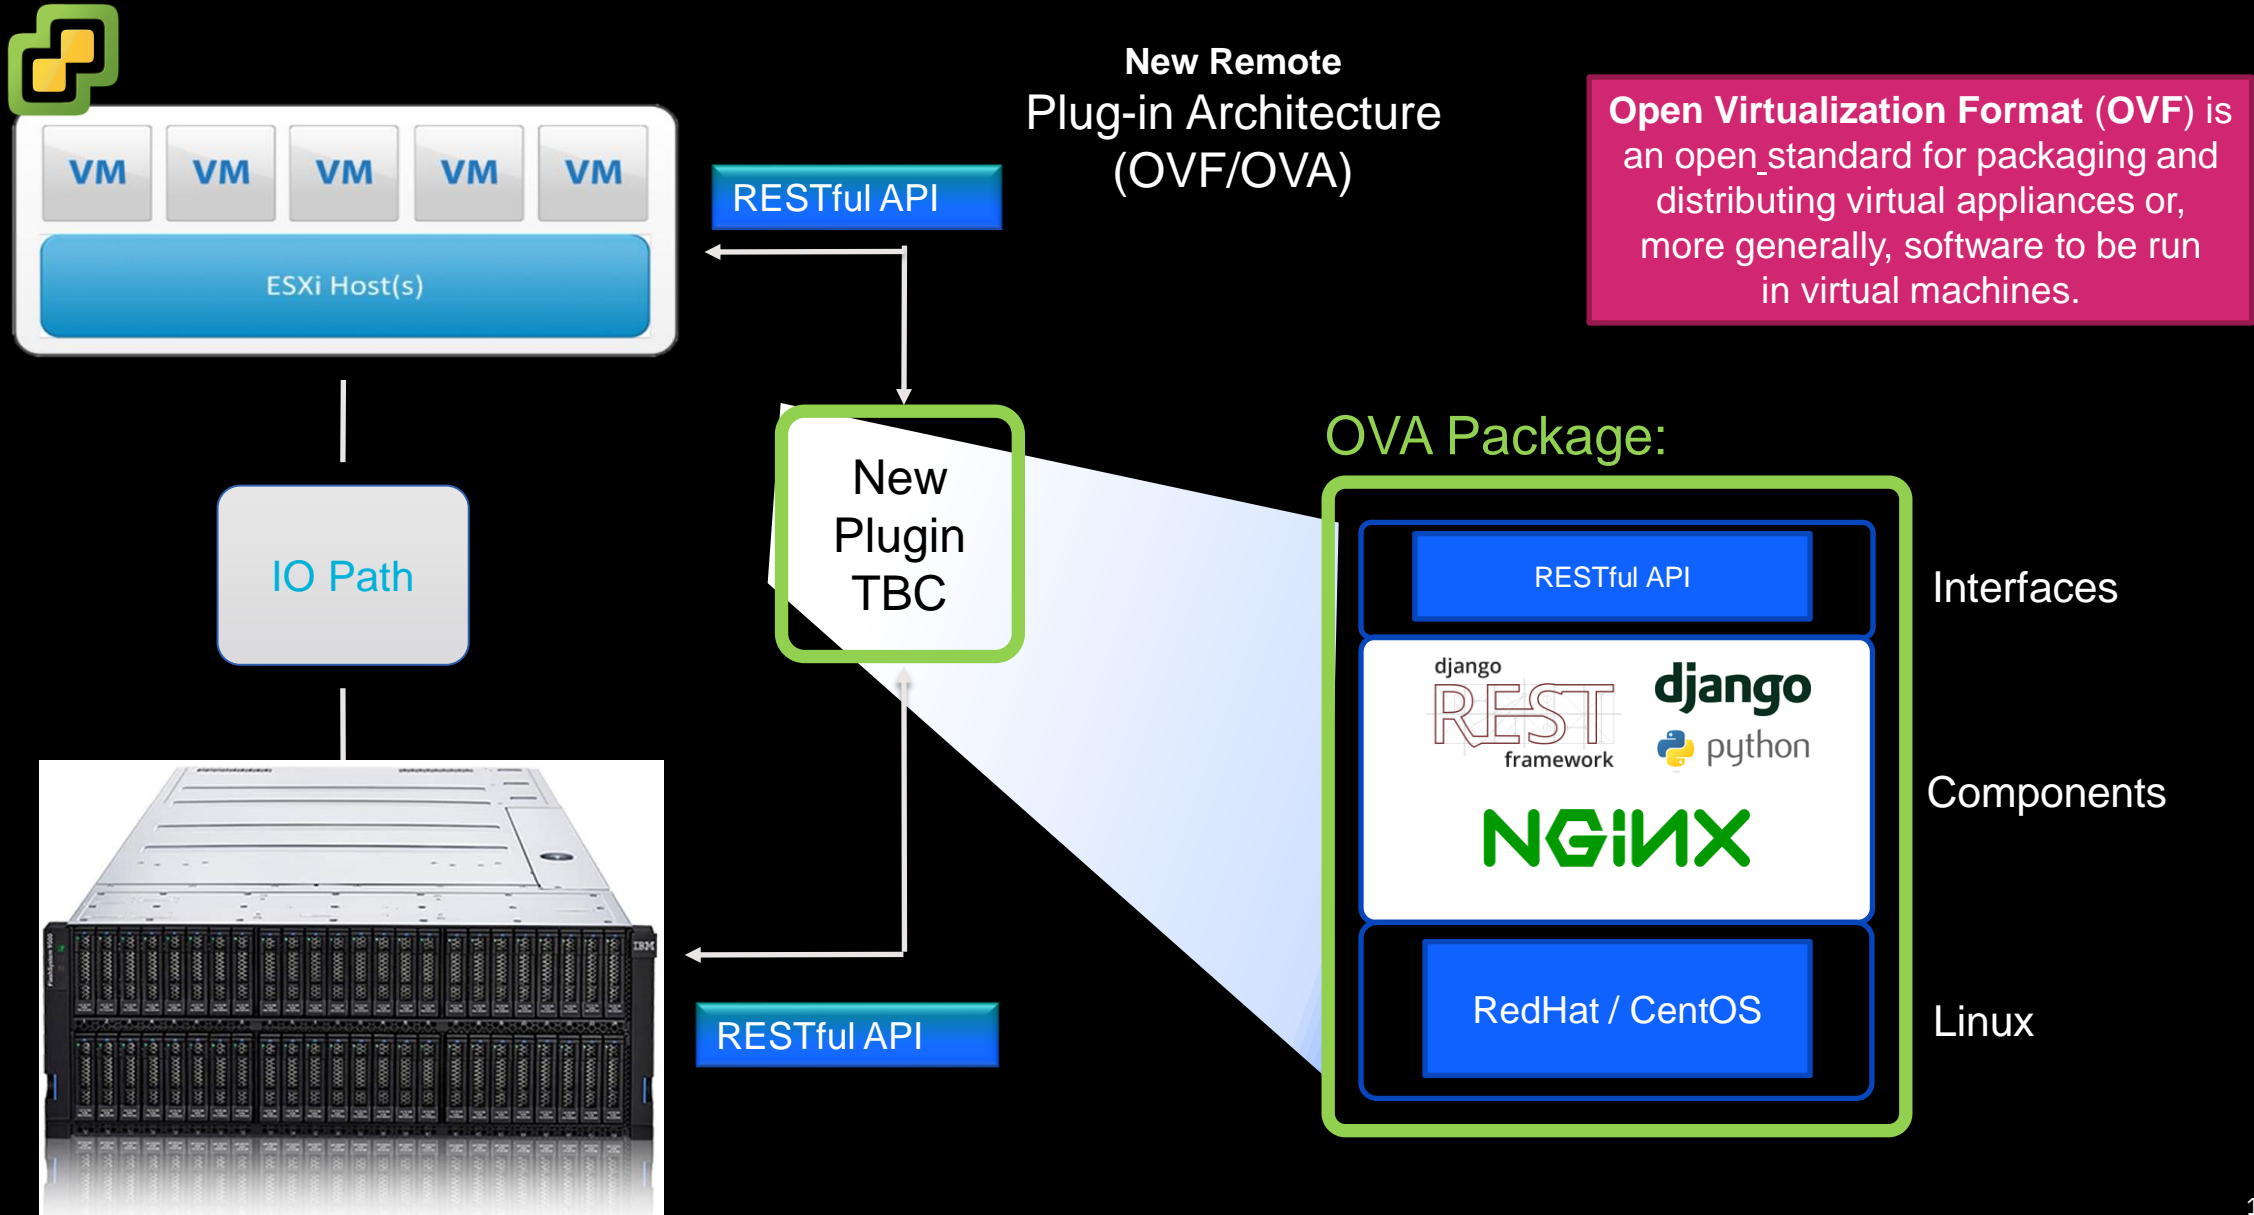 New Remote
Plug-in Architecture
(OVF/OVA)
Open Virtualization Format (OVF) is
an open standard for packaging and
distributing virtual appliances or,
more generally, software to be run
in virtual machines.
VM VM VM VM VM
ESXi Host(s)
RESTful API
IO Path
New
Plugin
TBC
RESTful API
FlashSystem 9500
IBM
OVA Package:
RESTful API
Interfaces
django
REST
framework
django
python
NGINX
Components
RedHat / CentOS
Linux